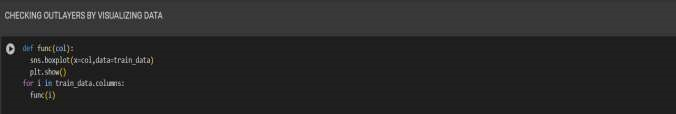 CHECKING OUTLAYERS BY VISUALIZING DATA
def func(col):
  sns.boxplot(x=col,data=train_data)
  plt.show()
for i in train_data.columns:
  func(i)